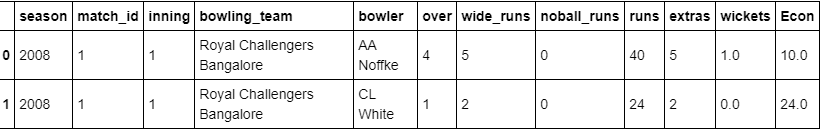 season match_id inning bowling_team bowler over wide_runs noball_runs runs extras wickets Econ
0 2008 1 1 Royal Challengers Bangalore AA Noffke 4 5 0 40 5 1.0 10.0
1 2008 1 1 Royal Challengers Bangalore CL White 1 2 0 24 2 0.0 24.0